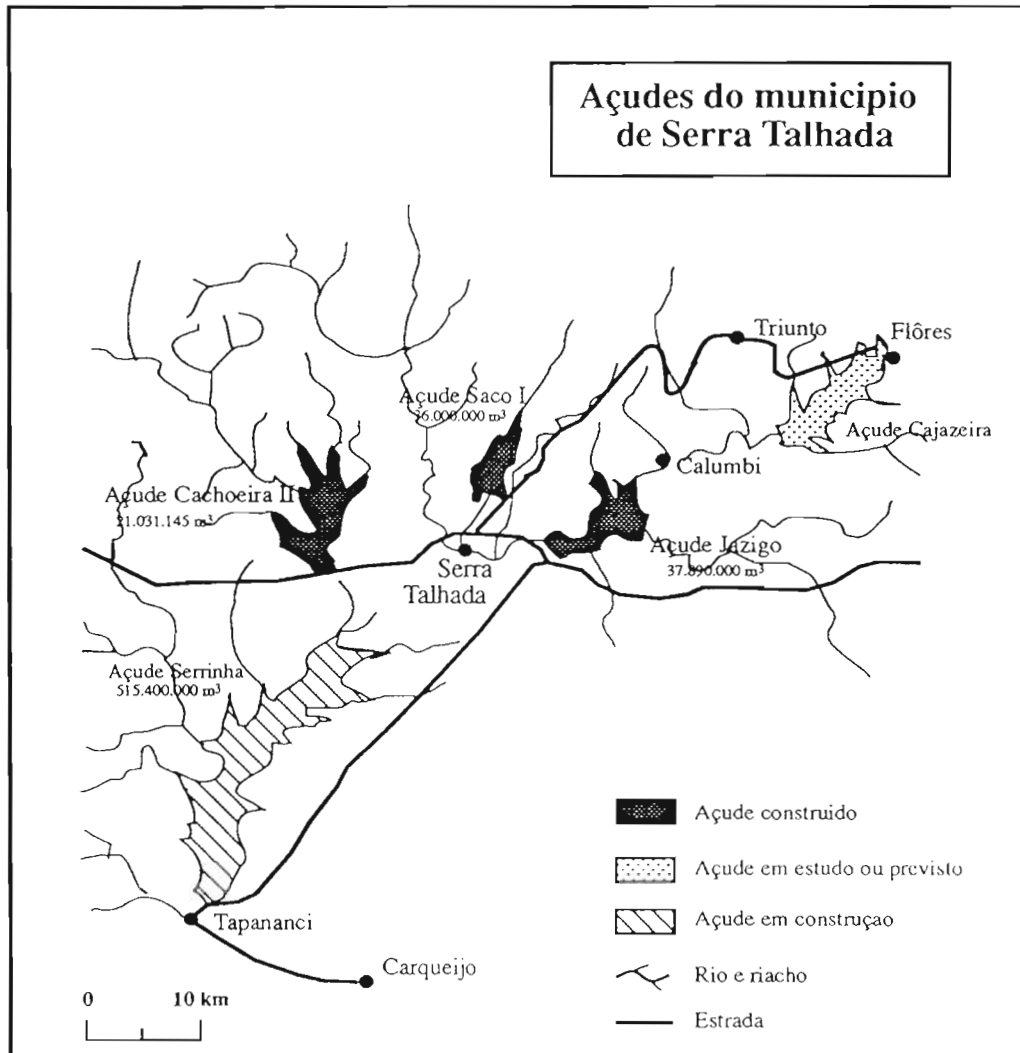 Açudes do municipio
de Serra Talhada
Triunto
Flôres
Açude Saco I
36.000.000 m³
Açude Cajazeira
Calumbi
Açude Cachoeira II
21.031.145 m³
Açude Jazigo
37.890.000 m³
Serra
Talhada
Açude Serrinha
515.400.000 m³
Açude construido
Açude em estudo ou previsto
Açude em construçao
Tapananci
Carqueijo
Rio e riacho
0 10 km
Estrada